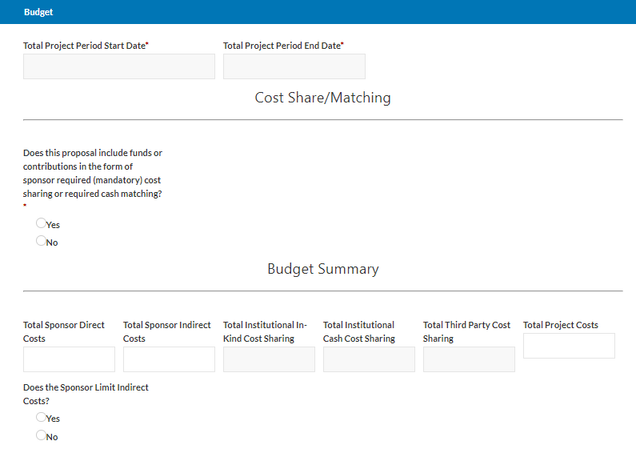 Budget
Total Project Period Start Date* Total Project Period End Date*
Cost Share/Matching
Does this proposal include funds or
contributions in the form of
sponsor required (mandatory) cost
sharing or required cash matching?
*
Yes
No
Budget Summary
Total Sponsor Direct Costs
Total Sponsor Indirect Costs
Total Institutional In-Kind Cost Sharing
Total Institutional Cash Cost Sharing
Total Third Party Cost Sharing
Total Project Costs
Does the Sponsor Limit Indirect
Costs?
Yes
No